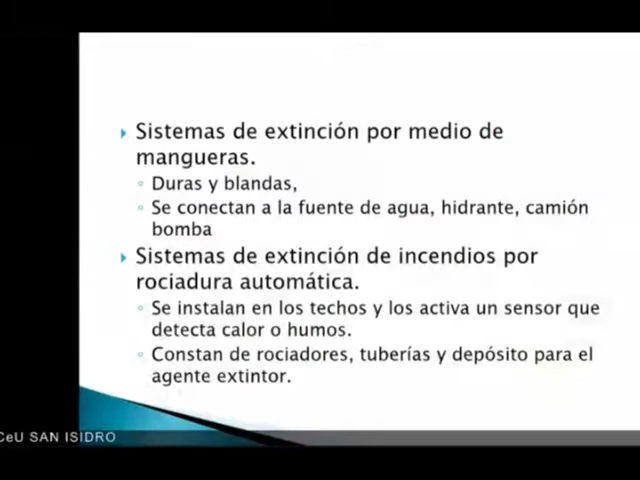 Sistemas de extinción por medio de
mangueras.
Duras y blandas,
Se conectan a la fuente de agua, hidrante, camión
bomba
Sistemas de extinción de incendios por
rociadura automática.
Se instalan en los techos y los activa un sensor que
detecta calor o humos.
Constan de rociadores, tuberías y depósito para el
agente extintor.
CeU SAN ISIDRO